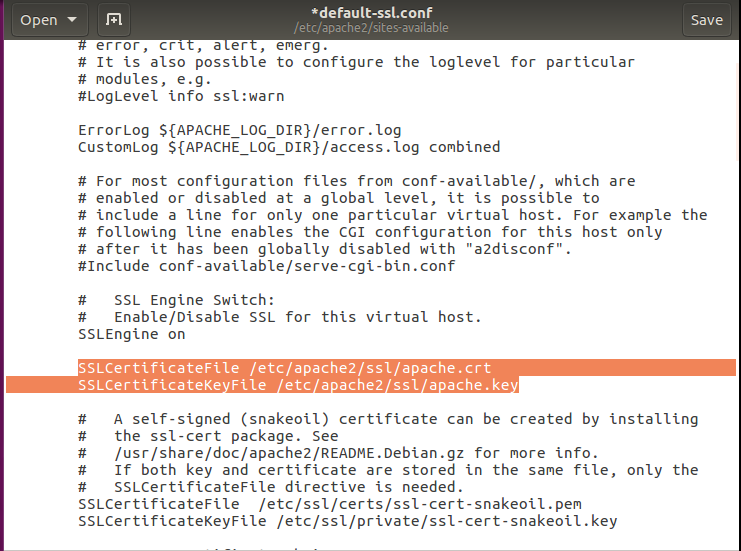 Open
*default-ssl.conf
/etc/apache2/sites-available
Save
# error, crit, alert, emerg.
# It is also possible to configure the loglevel for particular
# modules, e.g.
#LogLevel info ssl:warn
ErrorLog ${APACHE_LOG_DIR}/error.log
CustomLog ${APACHE_LOG_DIR}/access.log combined
# For most configuration files from conf-available/, which are
# enabled or disabled at a global level, it is possible to
# include a line for only one particular virtual host. For example the
# following line enables the CGI configuration for this host only
# after it has been globally disabled with "a2disconf".
#Include conf-available/serve-cgi-bin.conf
#   SSL Engine Switch:
#   Enable/Disable SSL for this virtual host.
SSLEngine on
SSLCertificateFile /etc/apache2/ssl/apache.crt
SSLCertificateKeyFile /etc/apache2/ssl/apache.key
#   A self-signed (snakeoil) certificate can be created by installing
#   the ssl-cert package. See
#   /usr/share/doc/apache2/README.Debian.gz for more info.
#   If both key and certificate are stored in the same file, only the
#   SSLCertificateFile directive is needed.
SSLCertificateFile  /etc/ssl/certs/ssl-cert-snakeoil.pem
SSLCertificateKeyFile /etc/ssl/private/ssl-cert-snakeoil.key